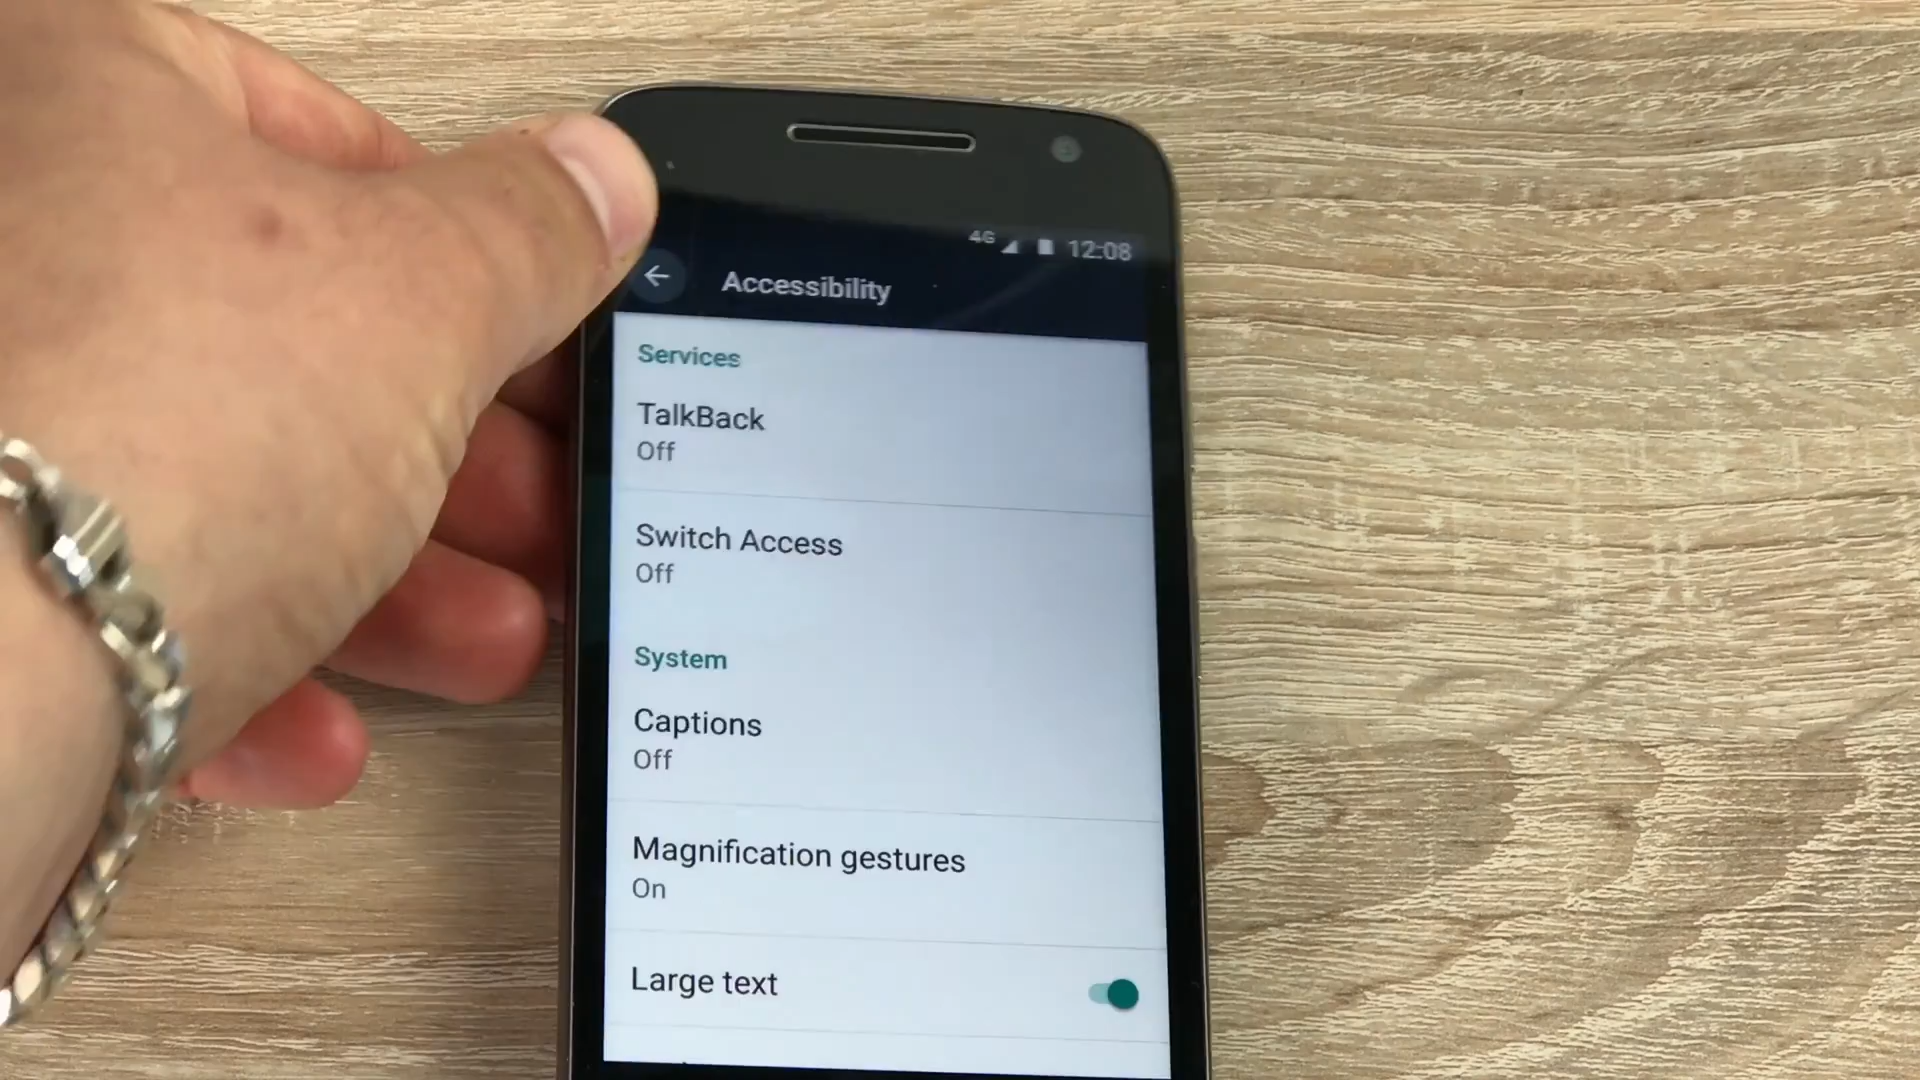 4G 12:08
Accessibility
Services
TalkBack
Off
Switch Access
Off
System
Captions
Off
Magnification gestures
On
Large text